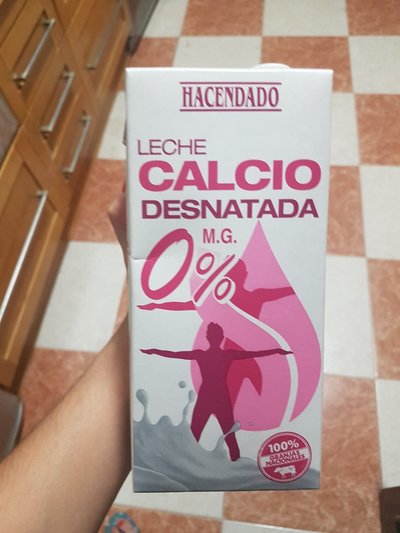 HACENDADO
LECHE
CALCIO
DESNATADA
0% M.G.
100%
GRANJAS
NACIONALES